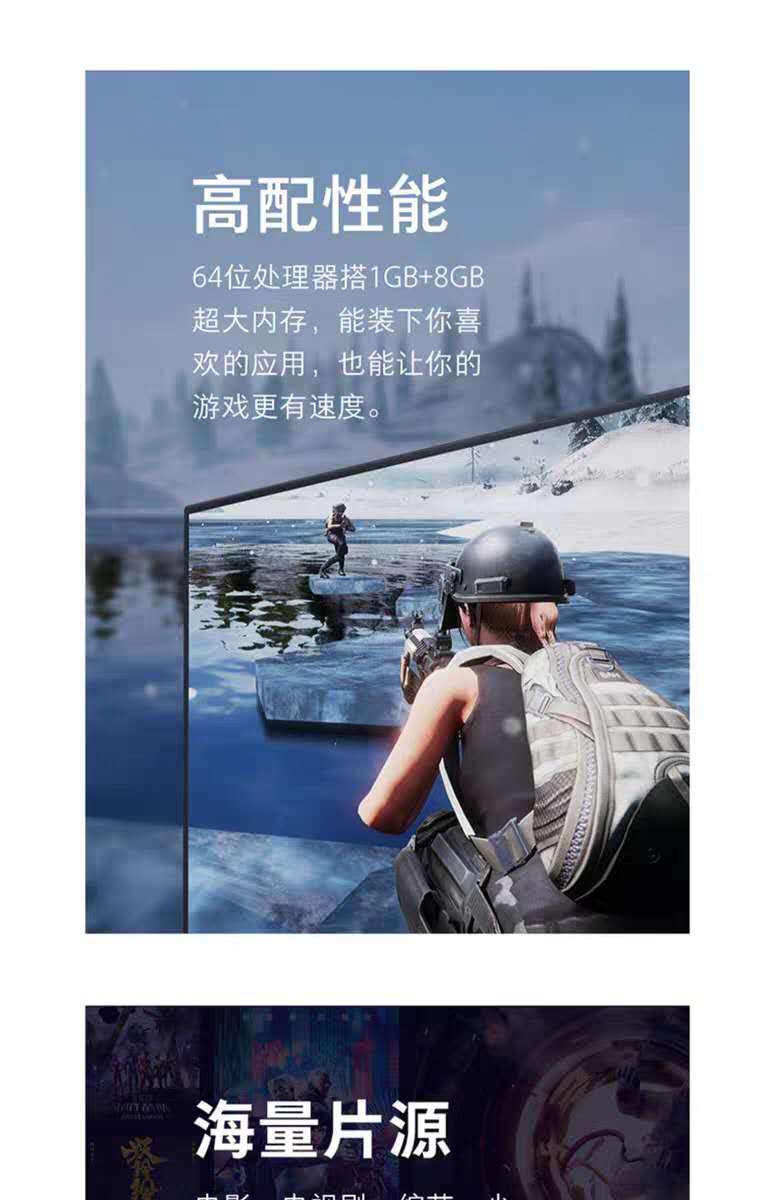 高配性能
64位处理器搭1GB+8GB
超大内存，能装下你喜
欢的应用，也能让你的
游戏更有速度。
海量片源